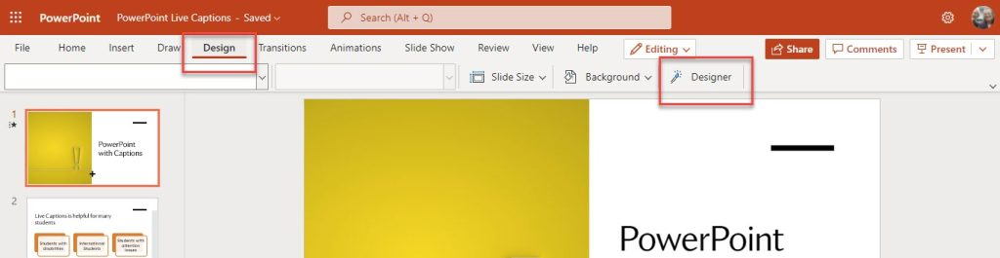 PowerPoint PowerPoint Live Captions - Saved Search (Alt + Q)
File Home Insert Draw Design Transitions Animations Slide Show Review View Help Editing Share Comments Present
Slide Size Background Designer
1
PowerPoint
with Captions
2
Live Captions is helpful for many
students
Students with
disabilities
International
Students
Students with
attention
issues
PowerPoint